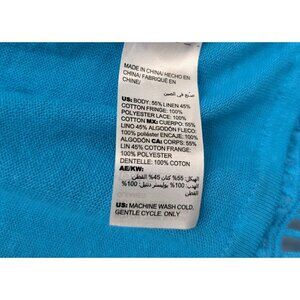 MADE IN CHINA/ HECHO EN
CHINA/ FABRIQUÉ EN
CHINE/
صنع في الصين
US: BODY: 55% LINEN 45%
COTTON FRINGE: 100%
POLYESTER LACE: 100%
COTTON MX: CUERPO: 55%
LINO 45% ALGODÓN FLECO:
100% poliéster ENCAJE: 100%
ALGODÓN CA: CORPS: 55%
LIN 45% COTON FRANGE:
100% POLYESTER
DENTELLE: 100% COTON
AE/KW:
الهيكل: 55% كتان 45% القطن
الهدب: 100% بوليستر دنتيل: 100%
القطن
US: MACHINE WASH COLD.
GENTLE CYCLE. ONLY